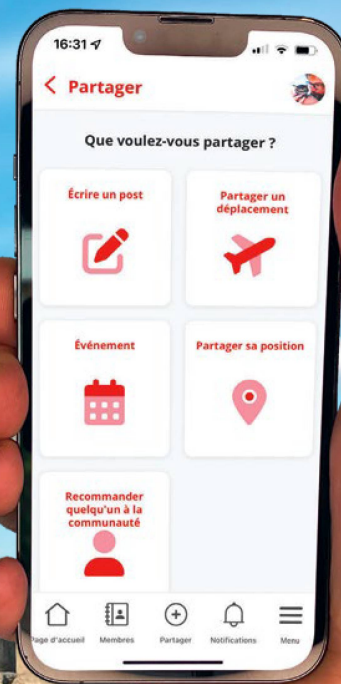 16:31
Partager
Que voulez-vous partager ?
Écrire un post
Partager un
déplacement
Événement
Partager sa position
Recommander
quelqu'un à la
communauté
Page d'accueil
Membres
Partager
Notifications
Menu